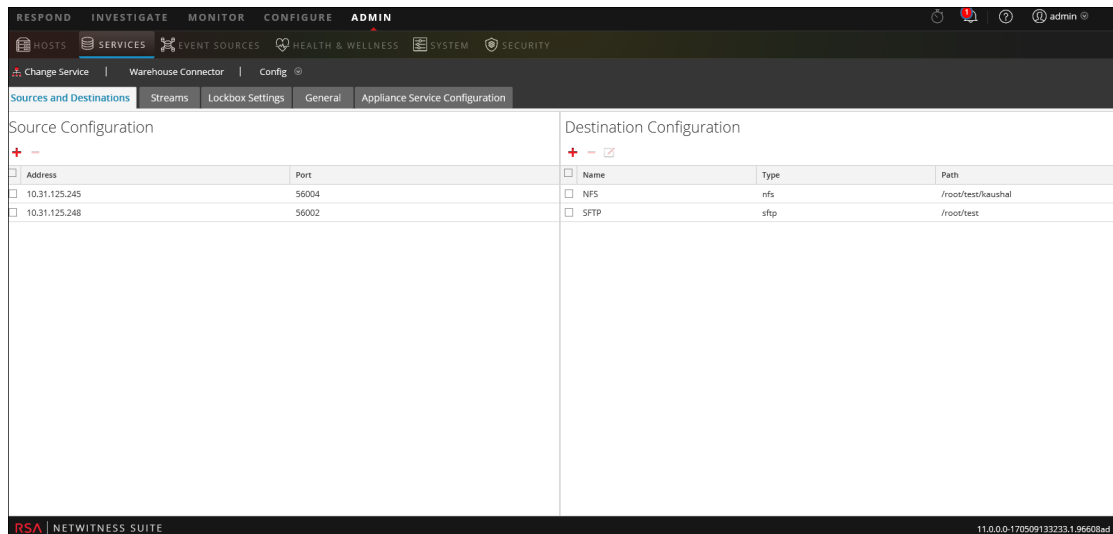 RESPOND INVESTIGATE MONITOR CONFIGURE ADMIN 1 ? admin
HOSTS SERVICES EVENT SOURCES HEALTH & WELLNESS SYSTEM SECURITY
Change Service | Warehouse Connector | Config
Sources and Destinations Streams Lockbox Settings General Appliance Service Configuration
Source Configuration
Address Port
10.31.125.245 56004
10.31.125.248 56002
Destination Configuration
Name Type Path
NFS nfs /root/test/kaushal
SFTP sftp /root/test
RSA | NETWITNESS SUITE 11.0.0.0-170509133233.1.96608ad